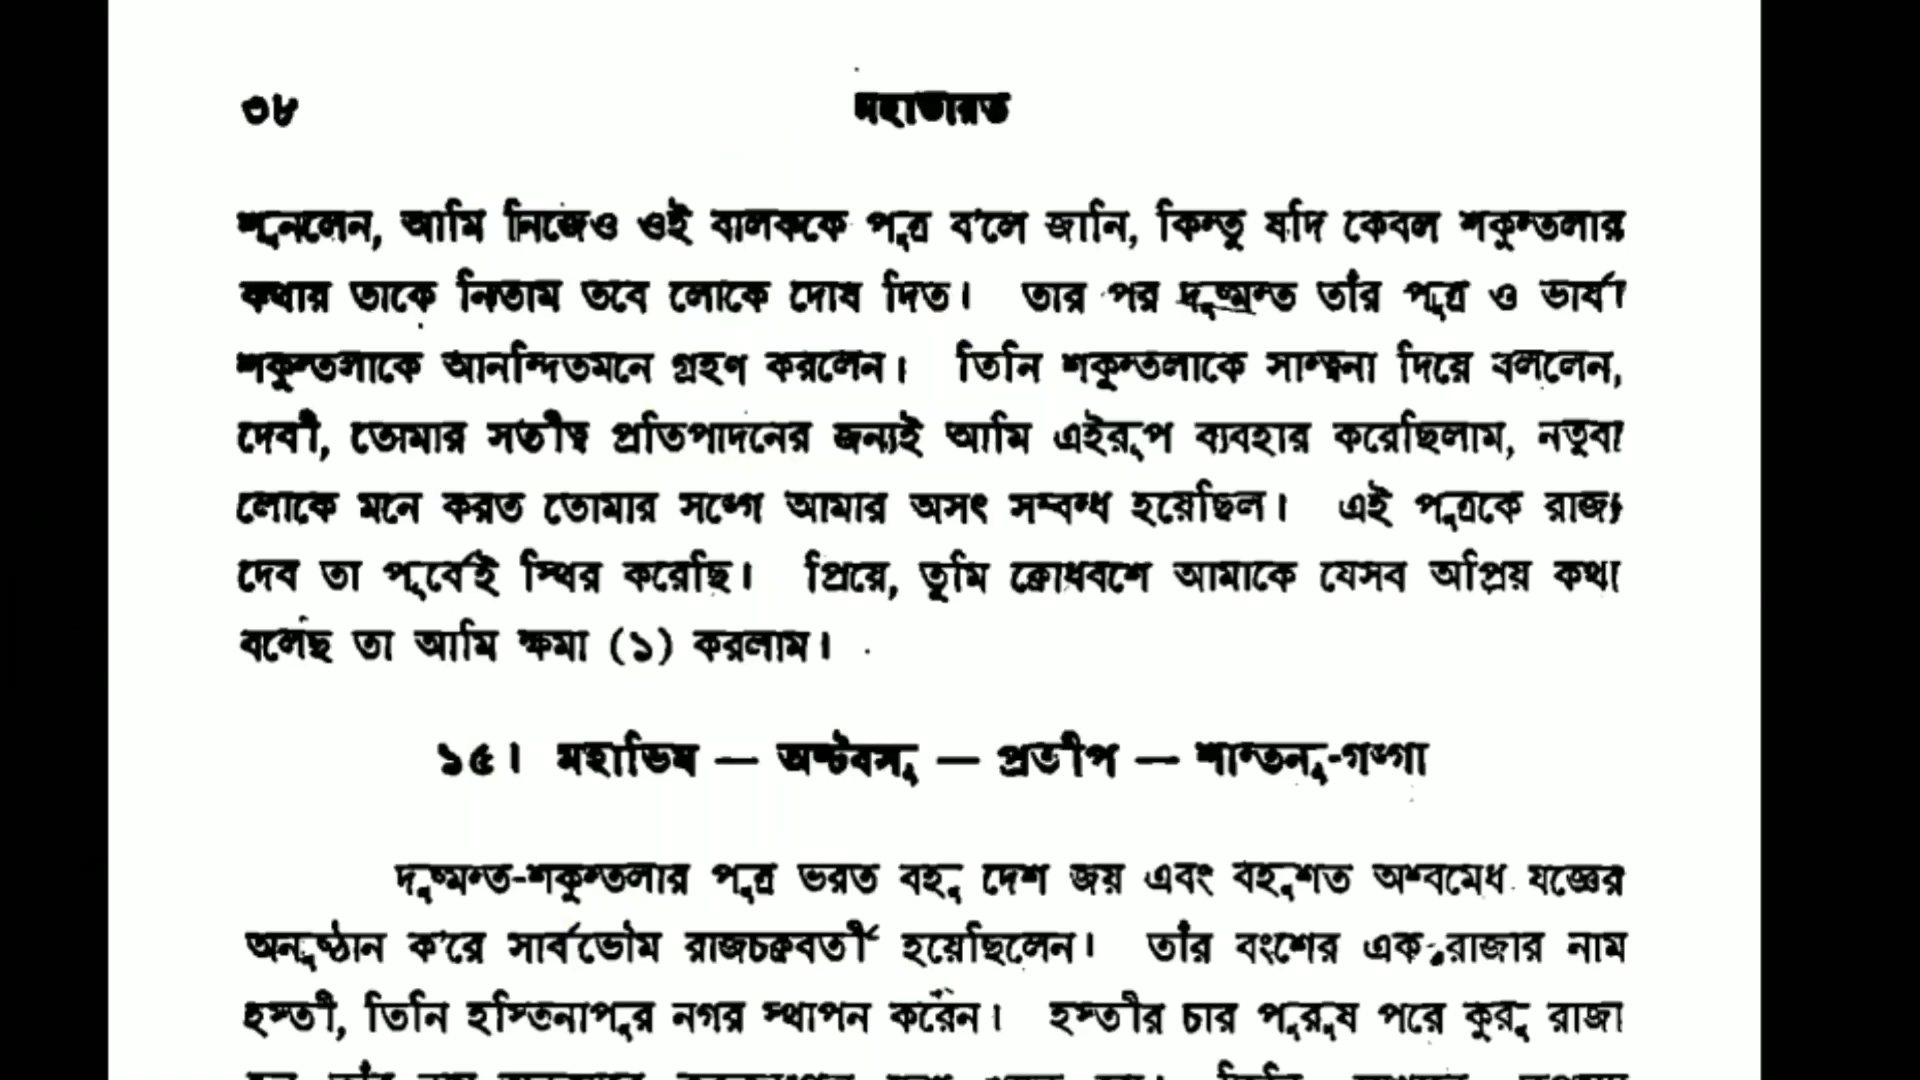 ৩৮ মহাভারত
শুনলেন, আমি নিজেও ওই বালককে পুত্র ব'লে জানি, কিন্তু যদি কেবল শকুন্তলার
কথায় তাকে নিতাম তবে লোকে দোষ দিত। তার পর দুষ্মন্ত তাঁর পুত্র ও ভার্যা
শকুন্তলাকে আনন্দিতমনে গ্রহণ করলেন। তিনি শকুন্তলাকে সান্ত্বনা দিয়ে বললেন,
দেবী, তোমার সতীত্ব প্রতিপাদনের জন্যই আমি এইরূপ ব্যবহার করেছিলাম, নতুবা
লোকে মনে করত তোমার সঙ্গে আমার অসৎ সম্বন্ধ হয়েছিল। এই পুত্রকে রাজ্য
দেব তা পূর্বেই স্থির করেছি। প্রিয়ে, তুমি ক্রোধবশে আমাকে যেসব অপ্রিয় কথা
বলেছ তা আমি ক্ষমা (১) করলাম।
১৫। মহাভিষ — অষ্টবসু — প্রতীপ — শান্তনু-গঙ্গা
দুষ্মন্ত-শকুন্তলার পুত্র ভরত বহু দেশ জয় এবং বহুশত অশ্বমেধ যজ্ঞের
অনুষ্ঠান ক'রে সার্বভৌম রাজচক্রবর্তী হয়েছিলেন। তাঁর বংশের এক রাজার নাম
হস্তী, তিনি হস্তিনাপুর নগর স্থাপন করেন। হস্তীর চার পুরুষ পরে কুরু রাজা